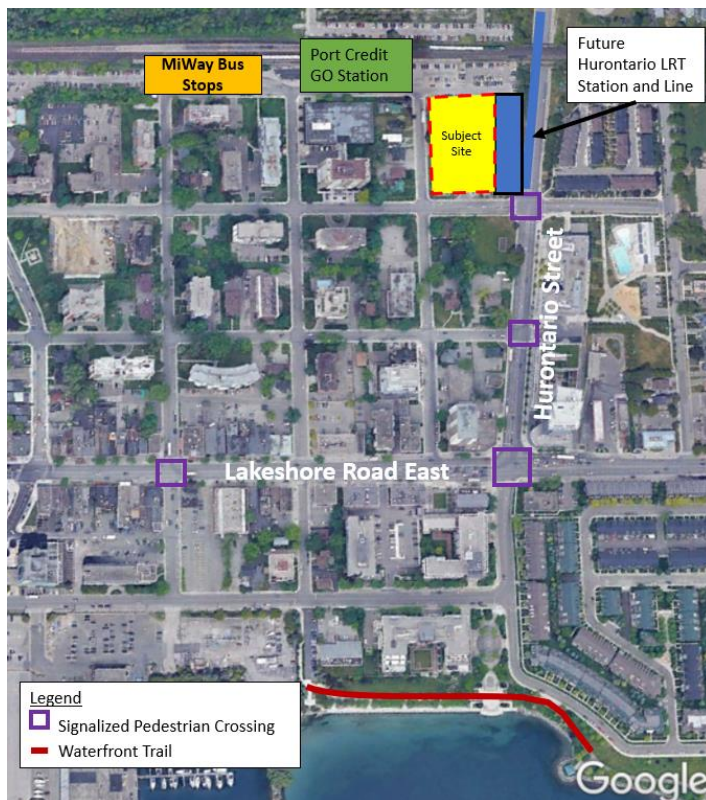 MiWay Bus
Stops
Port Credit
GO Station
Future
Hurontario LRT
Station and Line
Subject
Site
Hurontario Street
Lakeshore Road East
Legend
Signalized Pedestrian Crossing
Waterfront Trail
Google